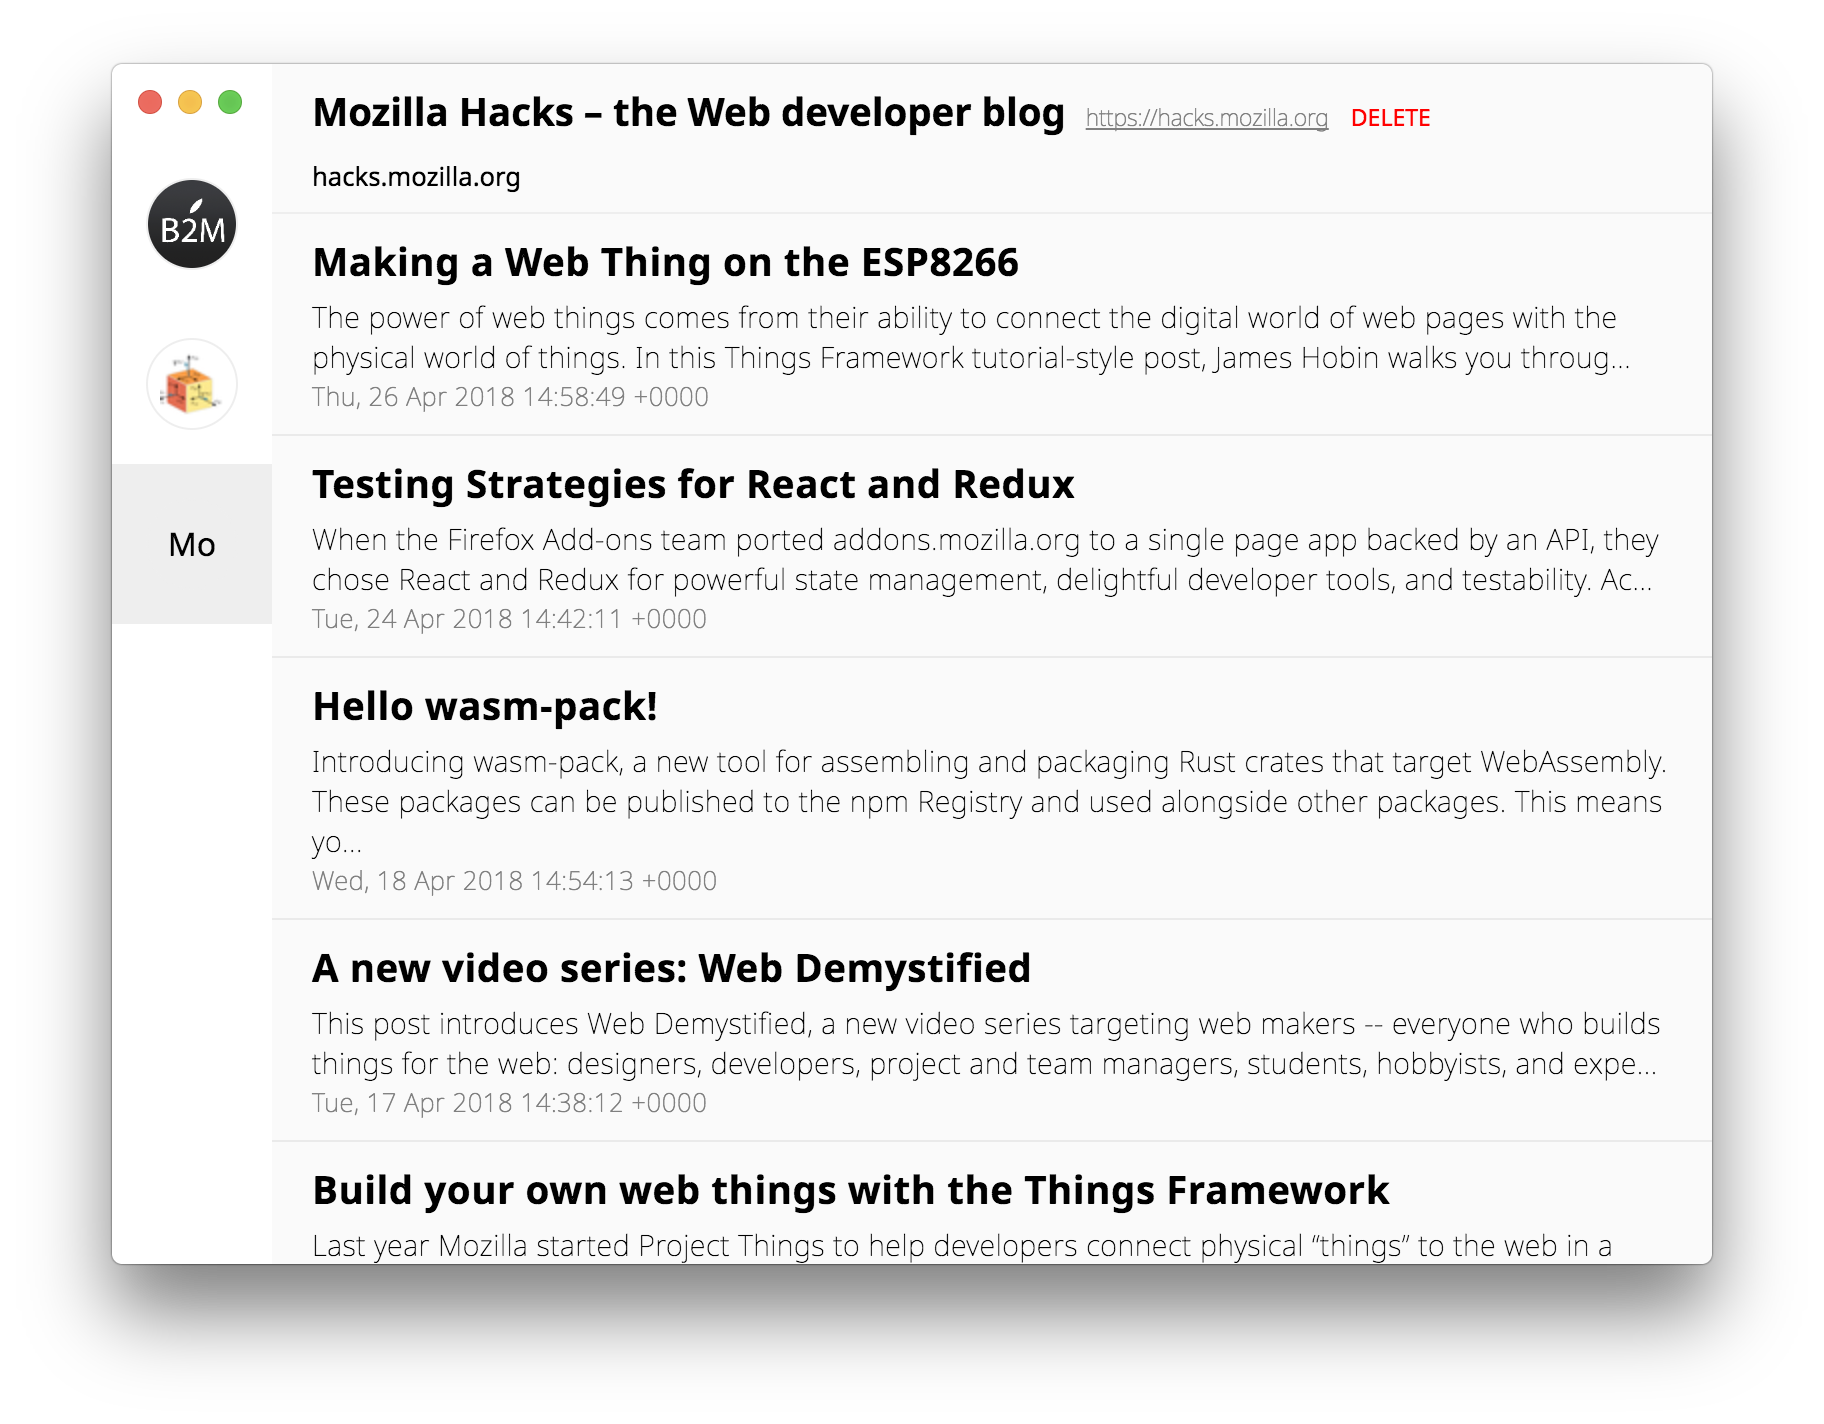 Mozilla Hacks – the Web developer blog https://hacks.mozilla.org DELETE
hacks.mozilla.org
B2M
Mo
Making a Web Thing on the ESP8266
The power of web things comes from their ability to connect the digital world of web pages with the
physical world of things. In this Things Framework tutorial-style post, James Hobin walks you throug...
Thu, 26 Apr 2018 14:58:49 +0000
Testing Strategies for React and Redux
When the Firefox Add-ons team ported addons.mozilla.org to a single page app backed by an API, they
chose React and Redux for powerful state management, delightful developer tools, and testability. Ac...
Tue, 24 Apr 2018 14:42:11 +0000
Hello wasm-pack!
Introducing wasm-pack, a new tool for assembling and packaging Rust crates that target WebAssembly.
These packages can be published to the npm Registry and used alongside other packages. This means
yo...
Wed, 18 Apr 2018 14:54:13 +0000
A new video series: Web Demystified
This post introduces Web Demystified, a new video series targeting web makers -- everyone who builds
things for the web: designers, developers, project and team managers, students, hobbyists, and expe...
Tue, 17 Apr 2018 14:38:12 +0000
Build your own web things with the Things Framework
Last year Mozilla started Project Things to help developers connect physical “things” to the web in a